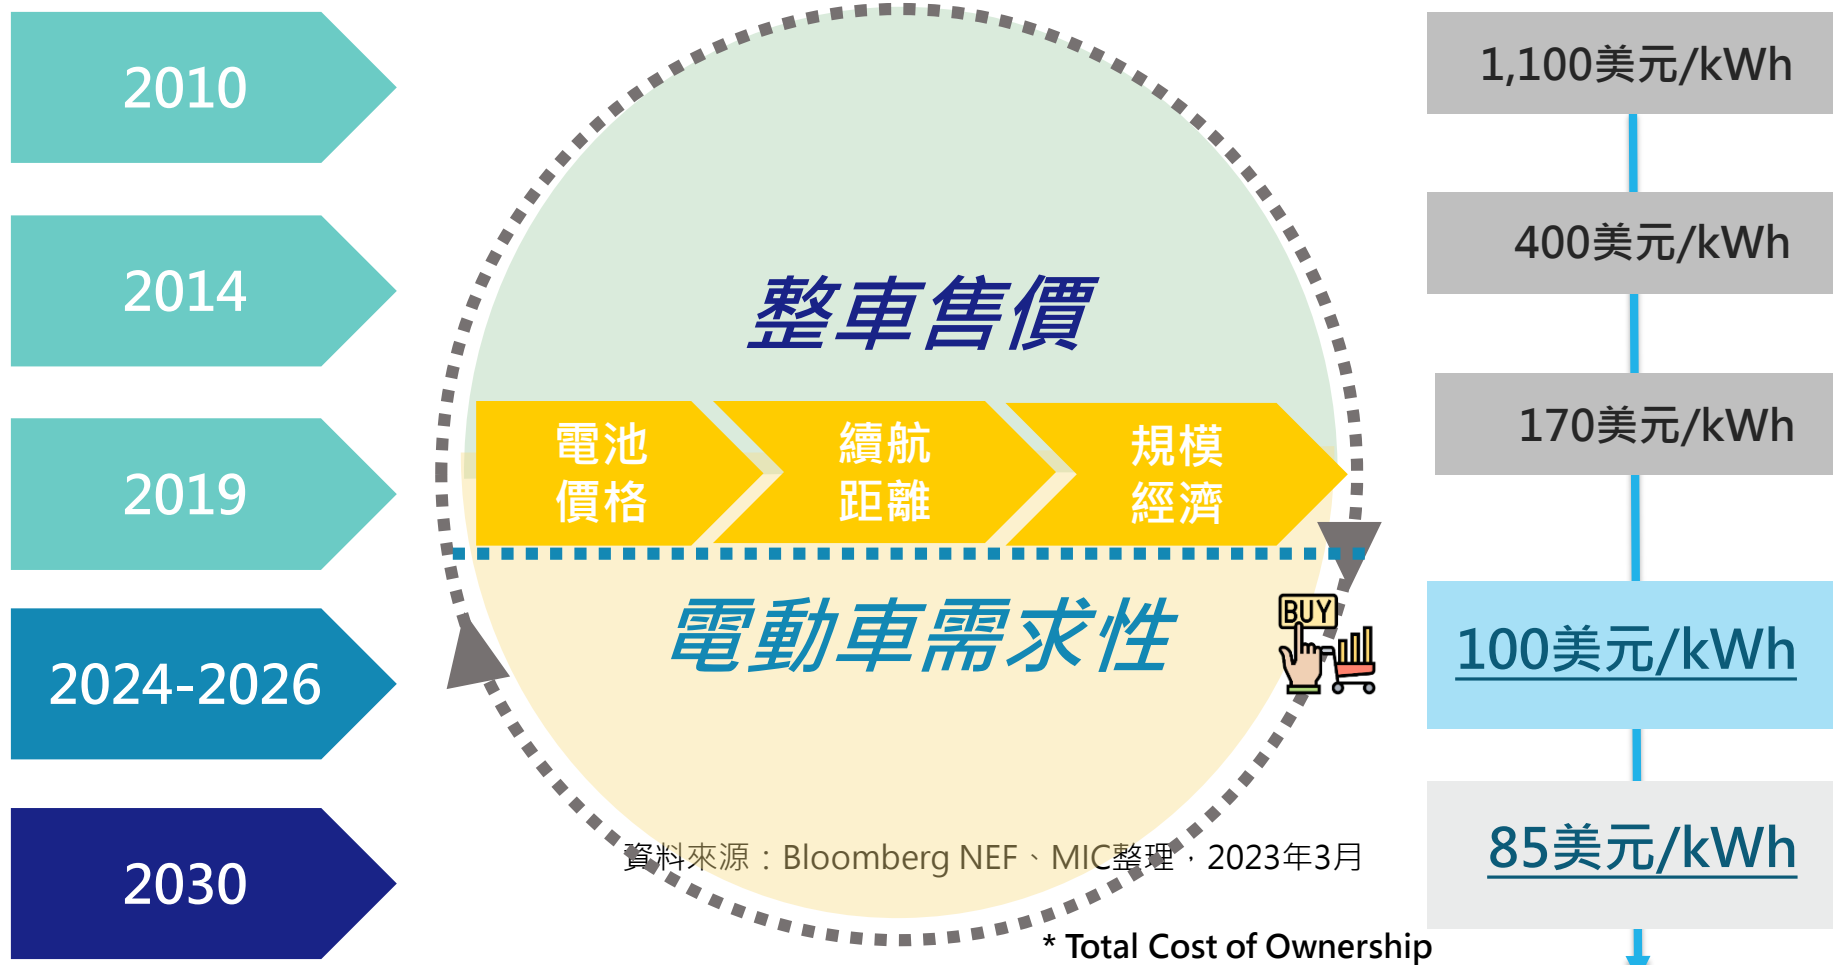 2010
1,100美元/kWh
2014
400美元/kWh
整車售價
2019
170美元/kWh
電池
價格
續航
距離
規模
經濟
2024-2026
電動車需求性
BUY
100美元/kWh
2030
85美元/kWh
資料來源：Bloomberg NEF、MIC整理，2023年3月
* Total Cost of Ownership